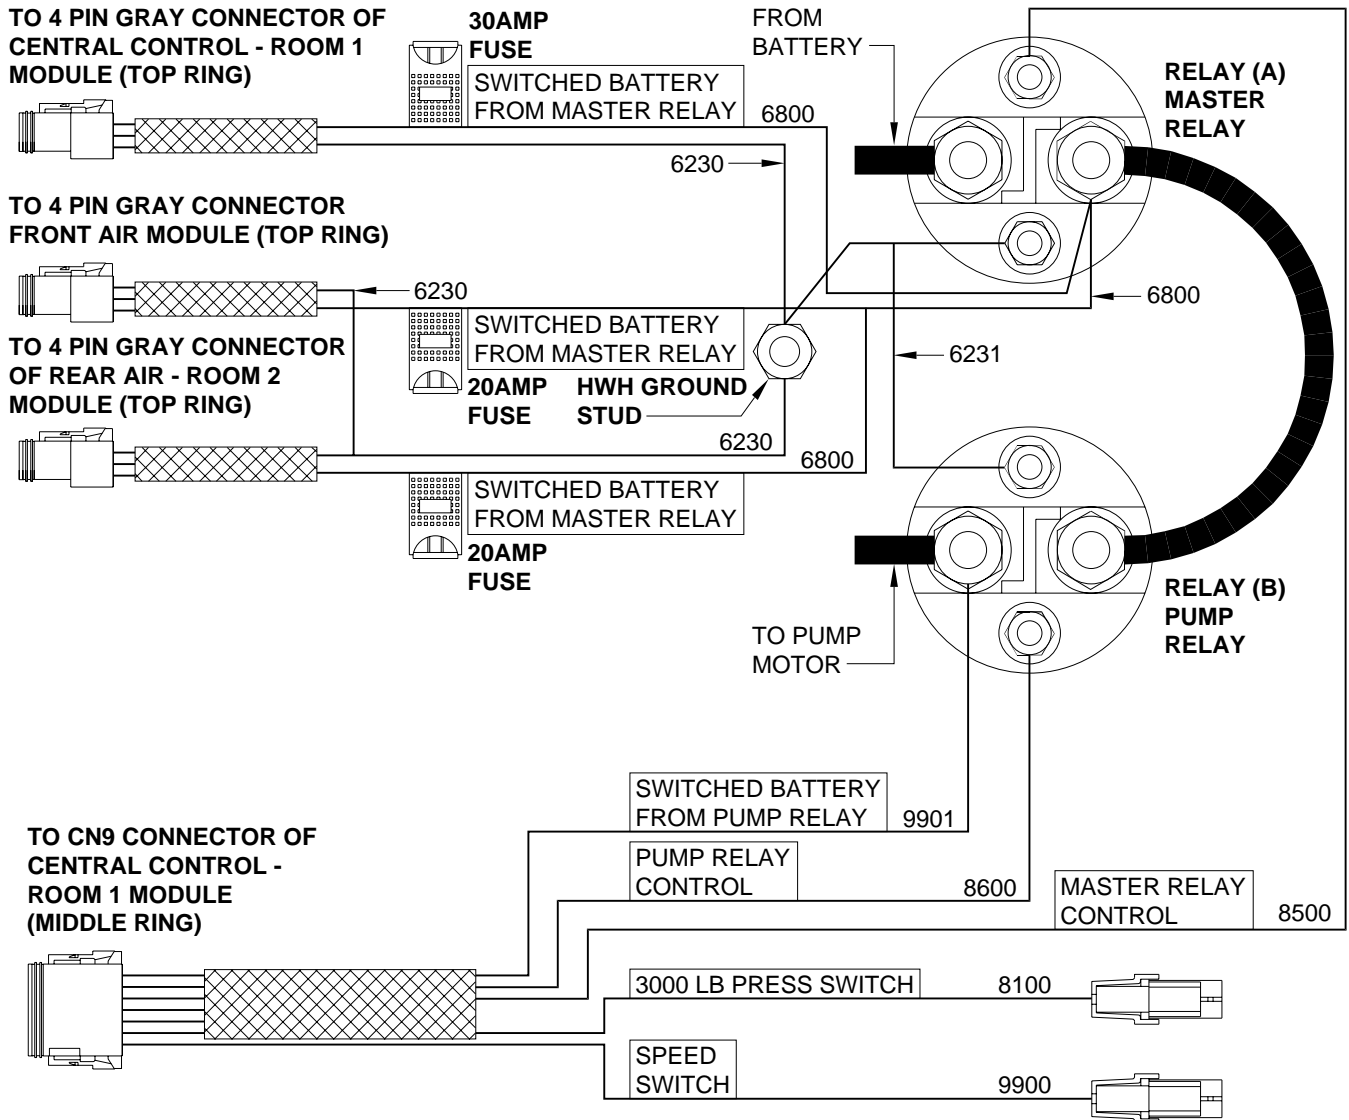 TO 4 PIN GRAY CONNECTOR OF
CENTRAL CONTROL - ROOM 1
MODULE (TOP RING)
30AMP
FUSE
SWITCHED BATTERY
FROM MASTER RELAY
6800
6230
FROM
BATTERY
RELAY (A)
MASTER
RELAY
TO 4 PIN GRAY CONNECTOR
FRONT AIR MODULE (TOP RING)
6230
SWITCHED BATTERY
FROM MASTER RELAY
20AMP
FUSE
HWH GROUND
STUD
6800
6231
TO 4 PIN GRAY CONNECTOR
OF REAR AIR - ROOM 2
MODULE (TOP RING)
6230
6800
SWITCHED BATTERY
FROM MASTER RELAY
20AMP
FUSE
TO PUMP
MOTOR
RELAY (B)
PUMP
RELAY
SWITCHED BATTERY
FROM PUMP RELAY
9901
PUMP RELAY
CONTROL
8600
MASTER RELAY
CONTROL
8500
TO CN9 CONNECTOR OF
CENTRAL CONTROL -
ROOM 1 MODULE
(MIDDLE RING)
3000 LB PRESS SWITCH
8100
SPEED
SWITCH
9900